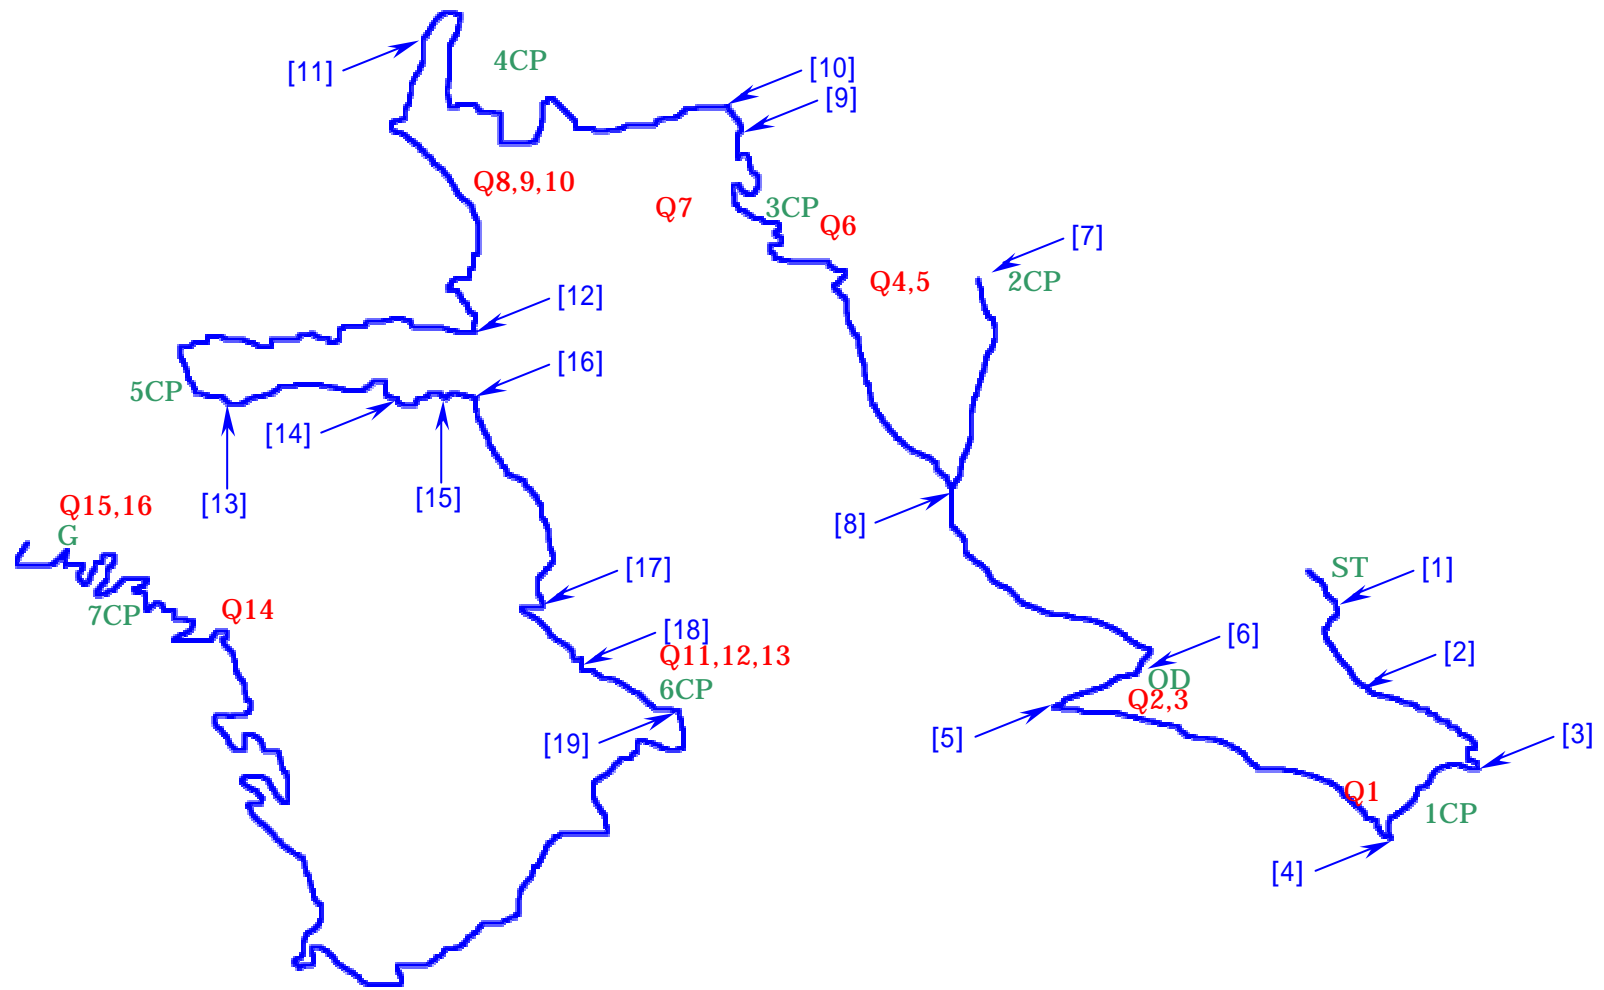 4CP
[11]
[10]
[9]
Q8,9,10
Q7
3CP
Q6
[7]
Q4,5
2CP
[12]
[16]
5CP
[14]
[13]
[15]
Q15,16
G
[8]
[17]
ST
[1]
7CP
Q14
[18]
[6]
[2]
Q11,12,13
6CP
OD
Q2,3
[19]
[5]
[3]
Q1
1CP
[4]